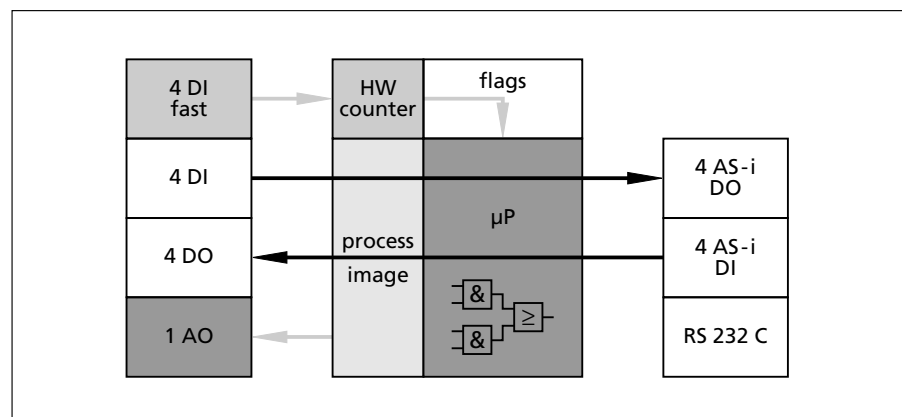 4 DI
fast
HW
counter
flags
4 DI
4 AS-i
DO
µP
4 DO
process
image
4 AS-i
DI
&
&
≥
1 AO
RS 232 C